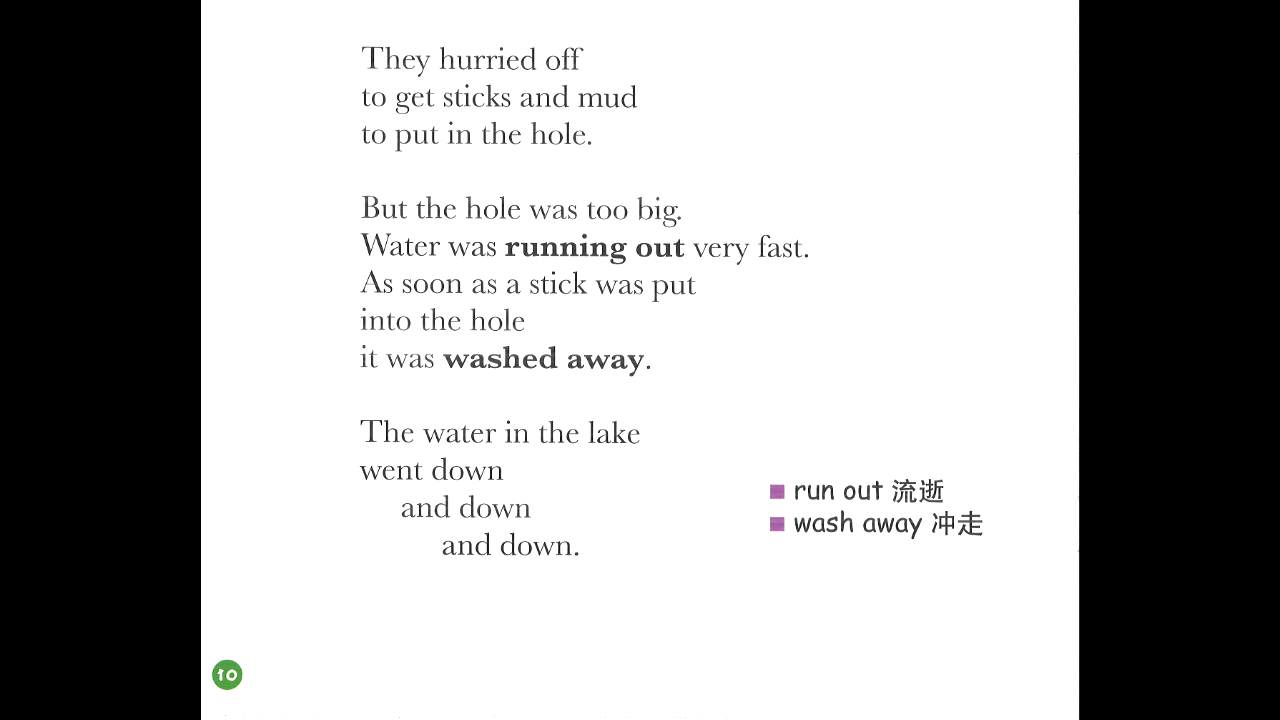 They hurried off
to get sticks and mud
to put in the hole.
But the hole was too big.
Water was running out very fast.
As soon as a stick was put
into the hole
it was washed away.
The water in the lake
went down
and down
and down.
run out 流逝
wash away 冲走
10